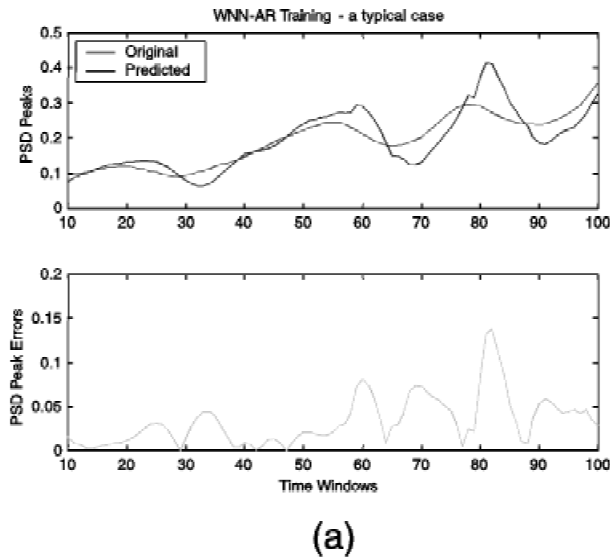 WNN-AR Training - a typical case
0.5
0.4
0.3
0.2
0.1
0
PSD Peaks
Original
Predicted
10 20 30 40 50 60 70 80 90 100
0.2
0.15
0.1
0.05
0
PSD Peak Errors
10 20 30 40 50 60 70 80 90 100
Time Windows
(a)